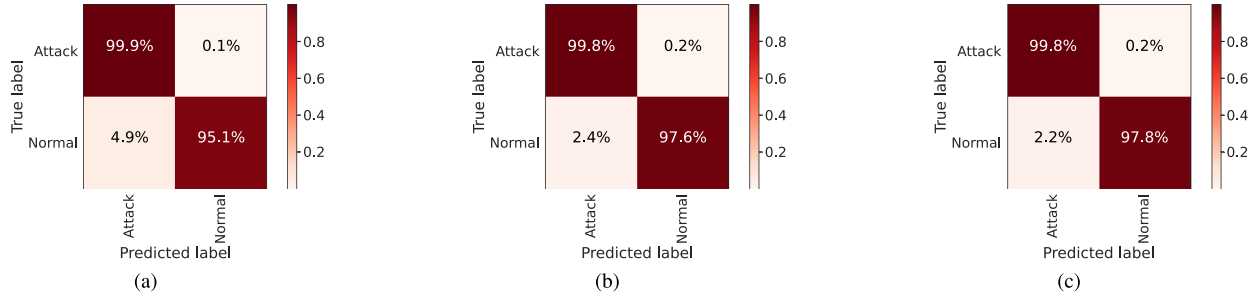 Attack 99.9% 0.1%
Normal 4.9% 95.1%
True label
0.8
0.6
0.4
0.2
Attack Normal
Predicted label
(a)
Attack 99.8% 0.2%
Normal 2.4% 97.6%
True label
0.8
0.6
0.4
0.2
Attack Normal
Predicted label
(b)
Attack 99.8% 0.2%
Normal 2.2% 97.8%
True label
0.8
0.6
0.4
0.2
Attack Normal
Predicted label
(c)